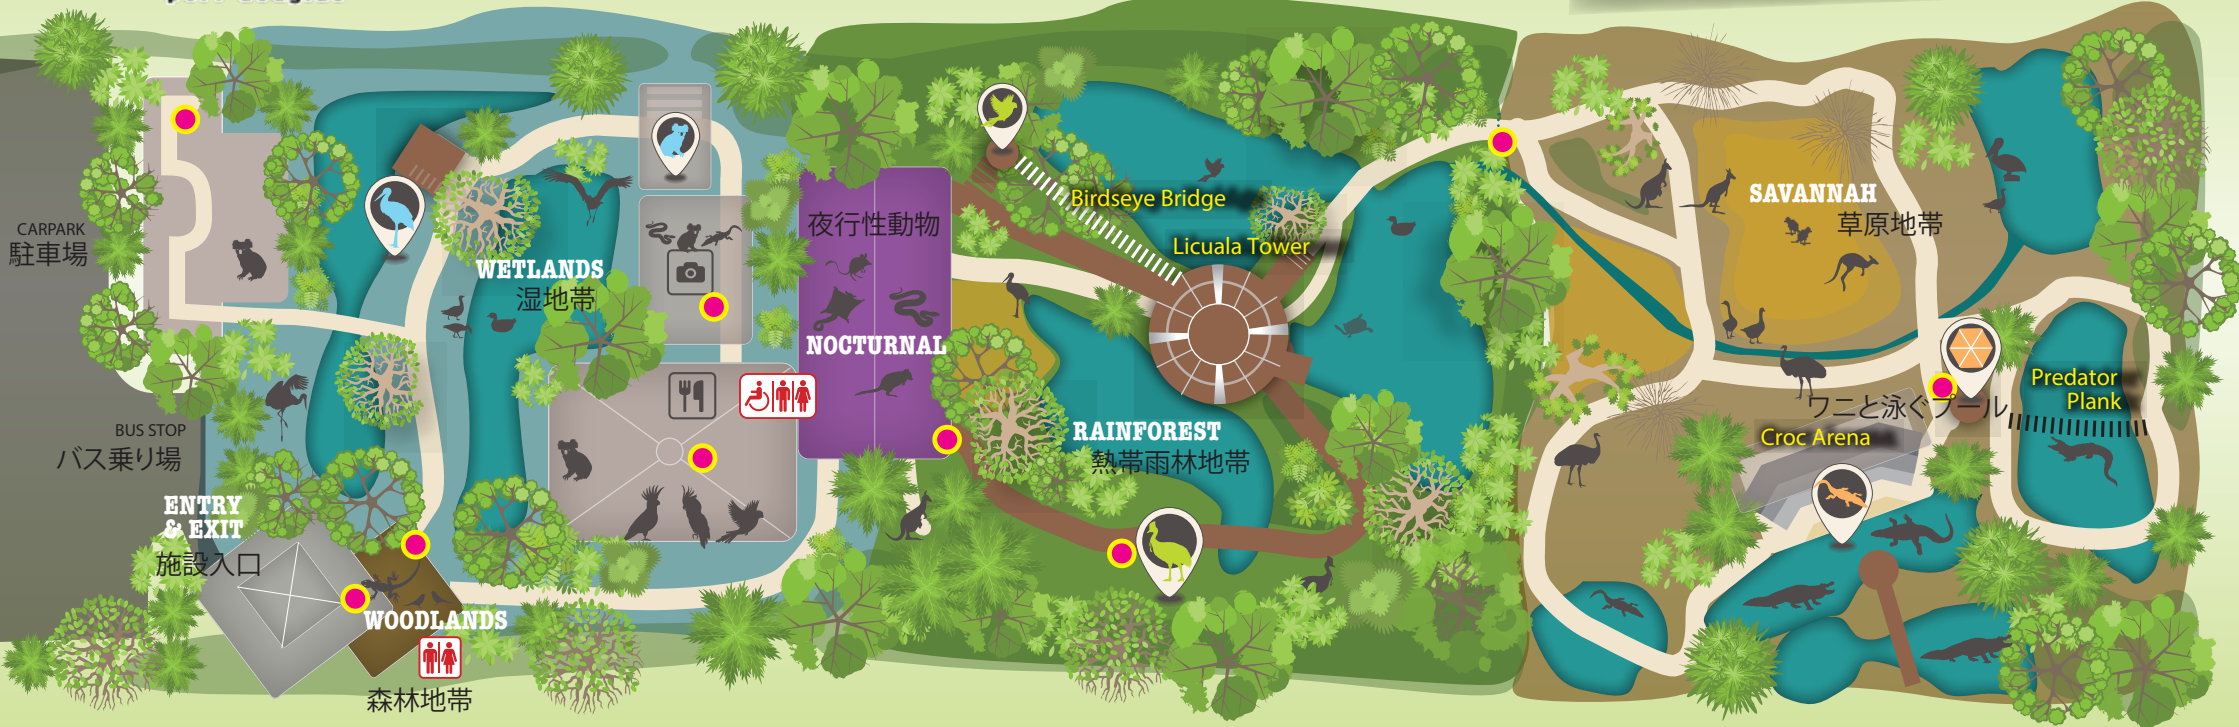 CARPARK
駐車場
BUS STOP
バス乗り場
ENTRY
& EXIT
施設入口
WOODLANDS
森林地帯
WETLANDS
湿地帯
夜行性動物
NOCTURNAL
Birdseye Bridge
Licuala Tower
RAINFOREST
熱帯雨林地帯
SAVANNAH
草原地帯
ワニと泳ぐプール
Croc Arena
Predator
Plank